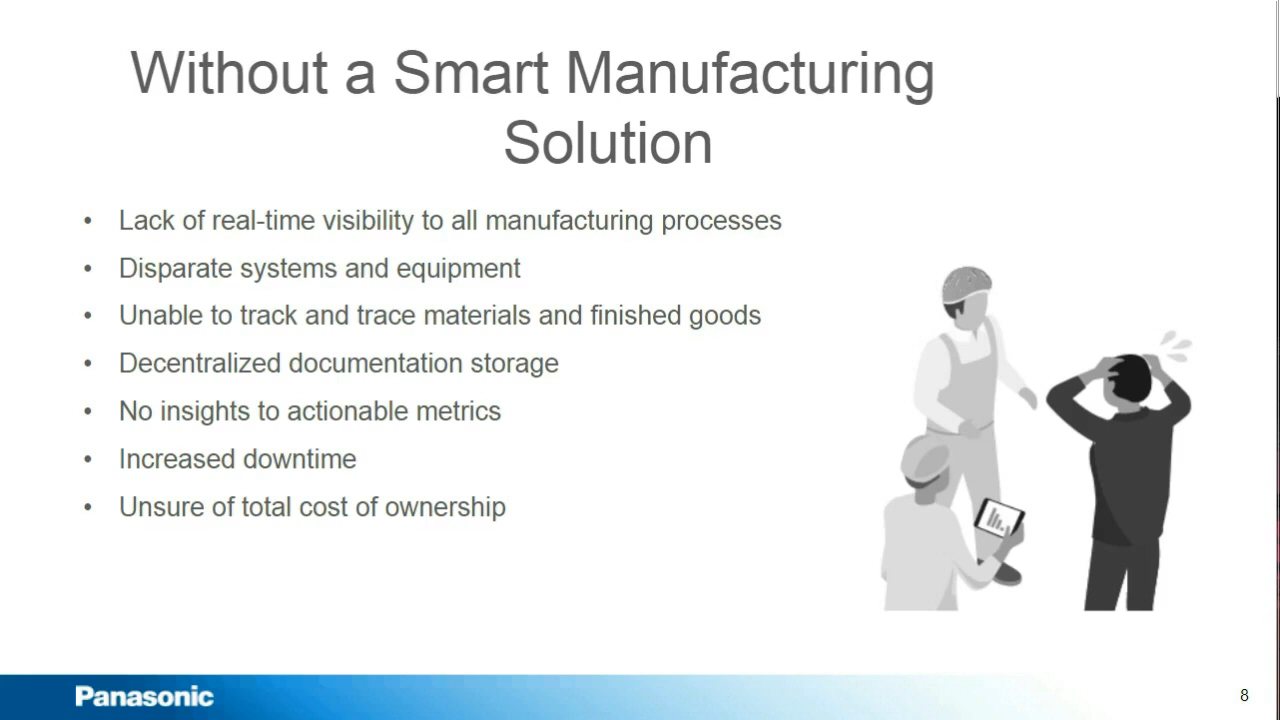 Without a Smart Manufacturing
Solution
• Lack of real-time visibility to all manufacturing processes
• Disparate systems and equipment
• Unable to track and trace materials and finished goods
• Decentralized documentation storage
• No insights to actionable metrics
• Increased downtime
• Unsure of total cost of ownership
Panasonic
8